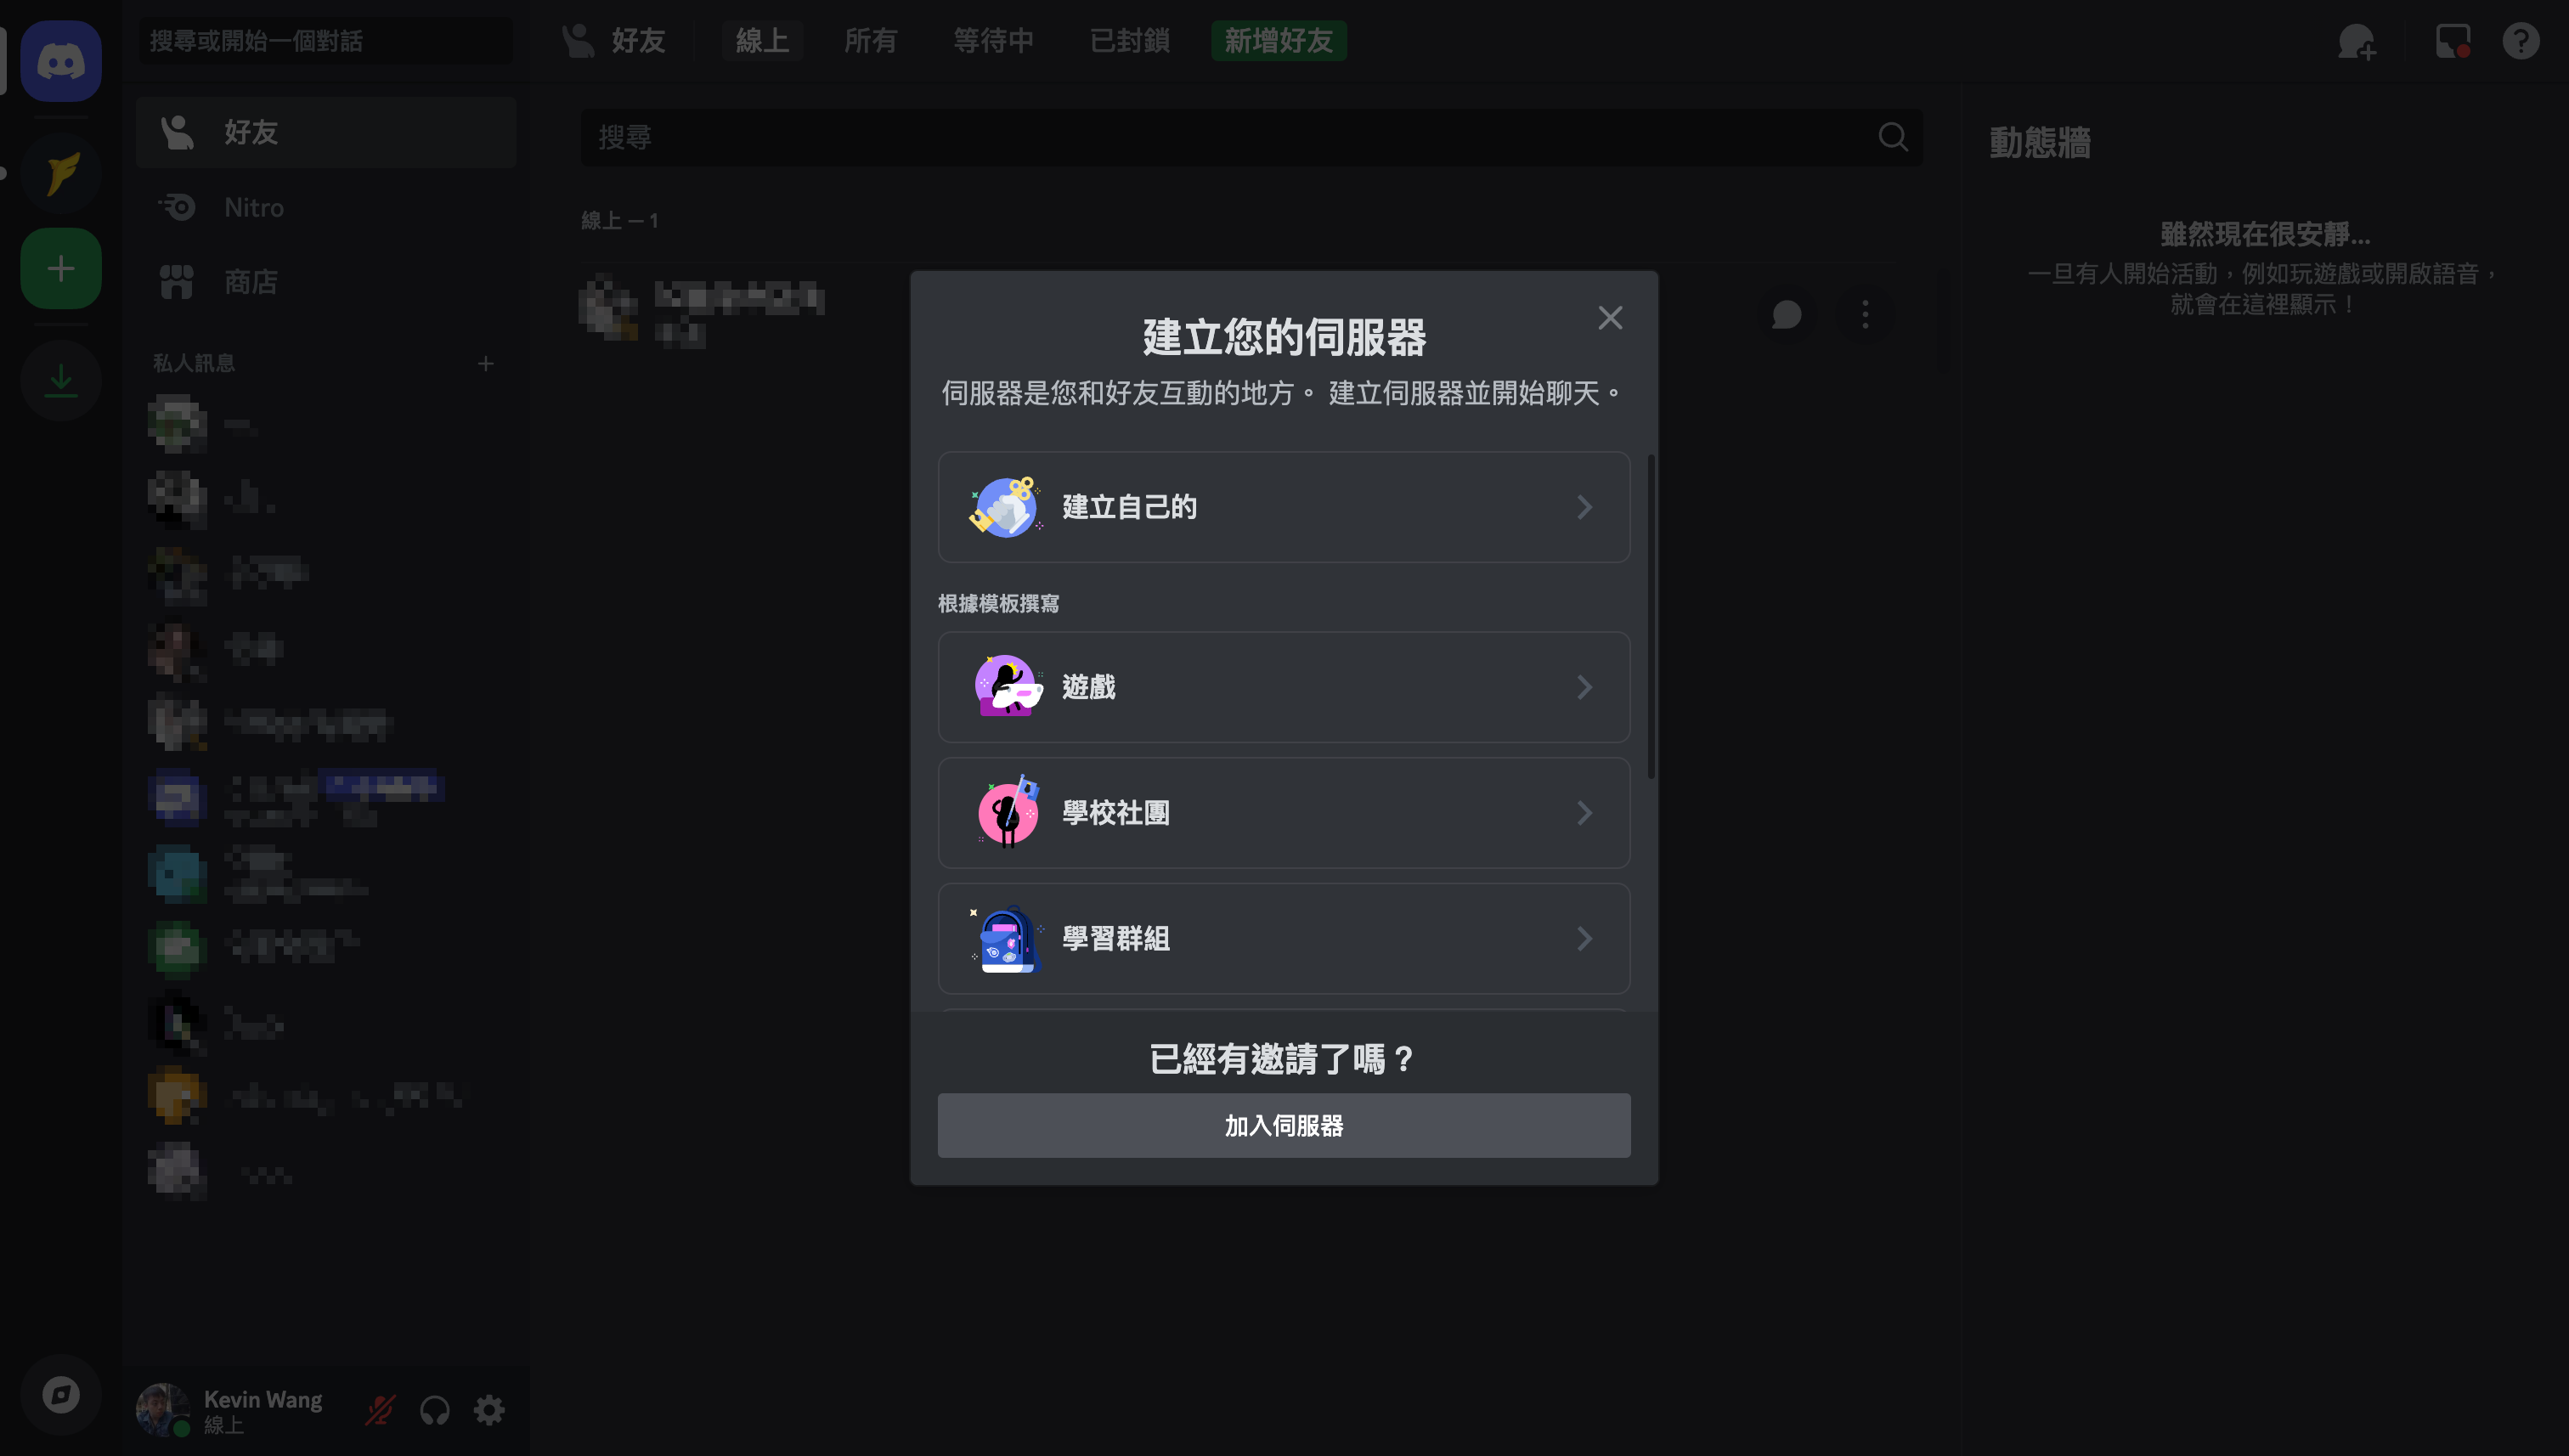 搜尋或開始一個對話
好友
線上
所有
等待中
已封鎖
新增好友
好友
Nitro
商店
私人訊息
搜尋
線上 — 1
動態牆
雖然現在很安靜...
一旦有人開始活動，例如玩遊戲或開啟語音，
就會在這裡顯示！
建立您的伺服器
伺服器是您和好友互動的地方。 建立伺服器並開始聊天。
建立自己的
根據模板撰寫
遊戲
學校社團
學習群組
已經有邀請了嗎？
加入伺服器
Kevin Wang
線上